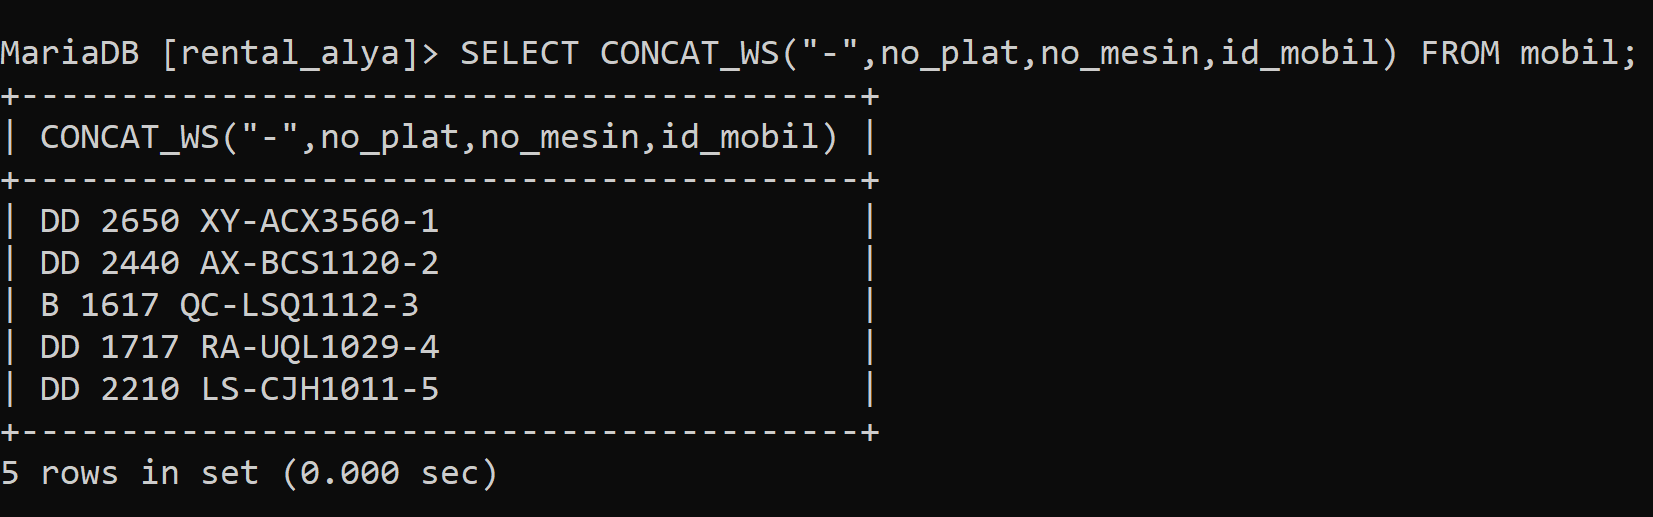 MariaDB [rental_alya]> SELECT CONCAT_WS("-",no_plat,no_mesin,id_mobil) FROM mobil;
+------------------------------------------+
| CONCAT_WS("-",no_plat,no_mesin,id_mobil) |
+------------------------------------------+
| DD 2650 XY-ACX3560-1                     |
| DD 2440 AX-BCS1120-2                     |
| B 1617 QC-LSQ1112-3                      |
| DD 1717 RA-UQL1029-4                     |
| DD 2210 LS-CJH1011-5                     |
+------------------------------------------+
5 rows in set (0.000 sec)